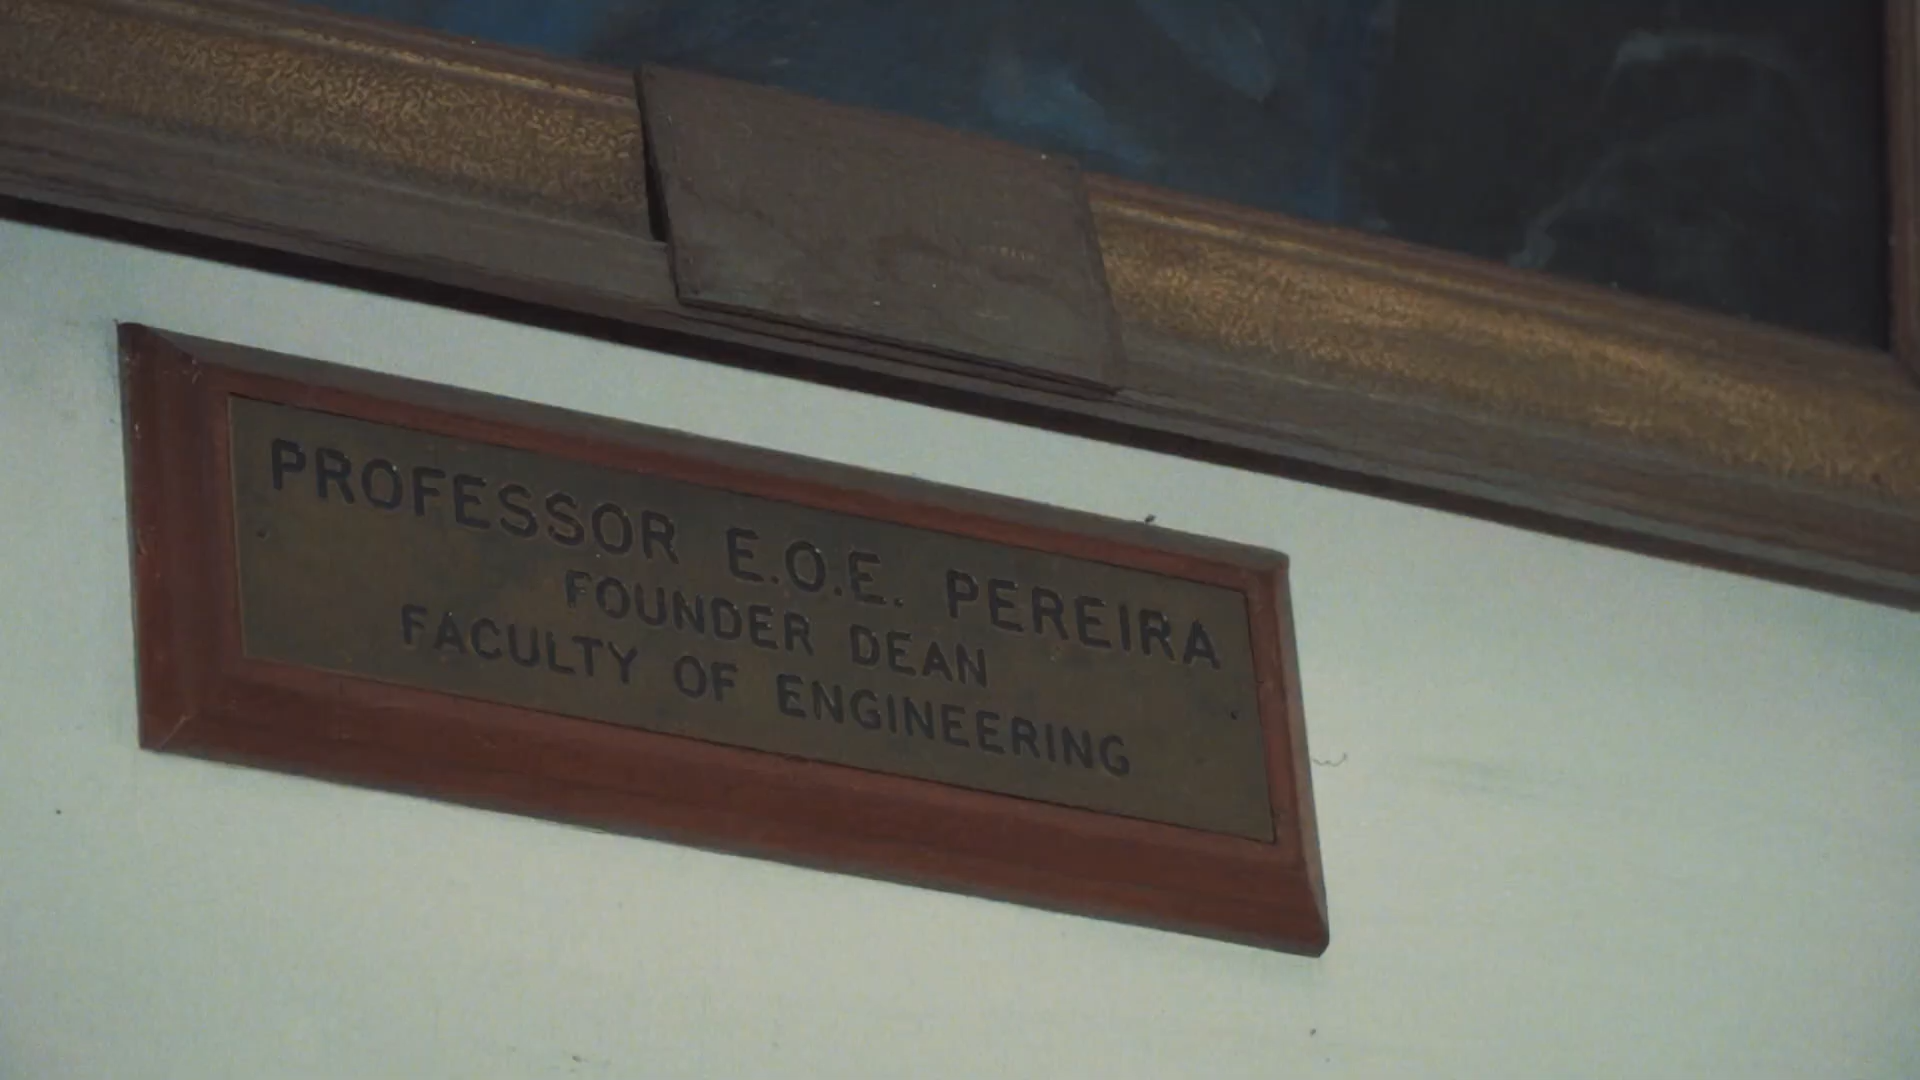 PROFESSOR E.O.E. PEREIRA
FOUNDER DEAN
FACULTY OF ENGINEERING